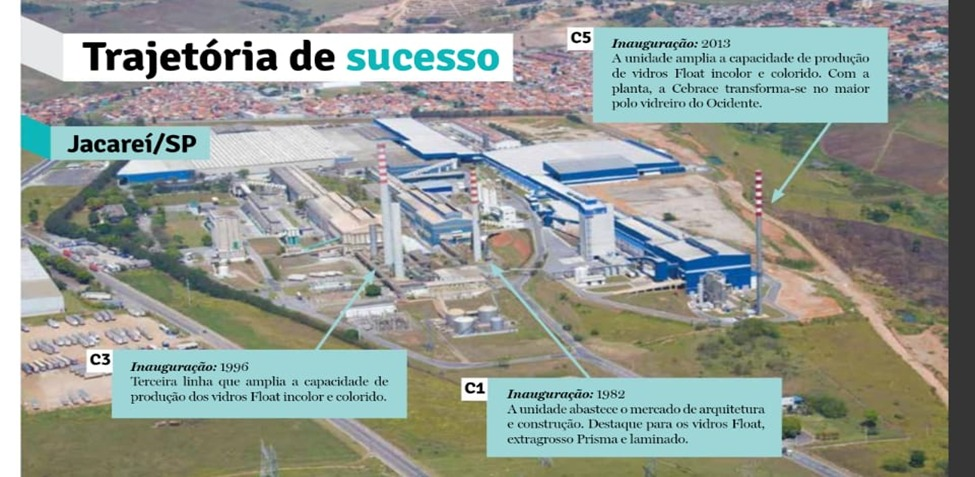 Trajetória de sucesso
Jacareí/SP
C5
Inauguração: 2013
A unidade amplia a capacidade de produção
de vidros Float incolor e colorido. Com a
planta, a Cebrace transforma-se no maior
polo vidreiro do Ocidente.
C3
Inauguração: 1996
Terceira linha que amplia a capacidade de
produção dos vidros Float incolor e colorido.
C1
Inauguração: 1982
A unidade abastece o mercado de arquitetura
e construção. Destaque para os vidros Float,
extragrosso Prisma e laminado.